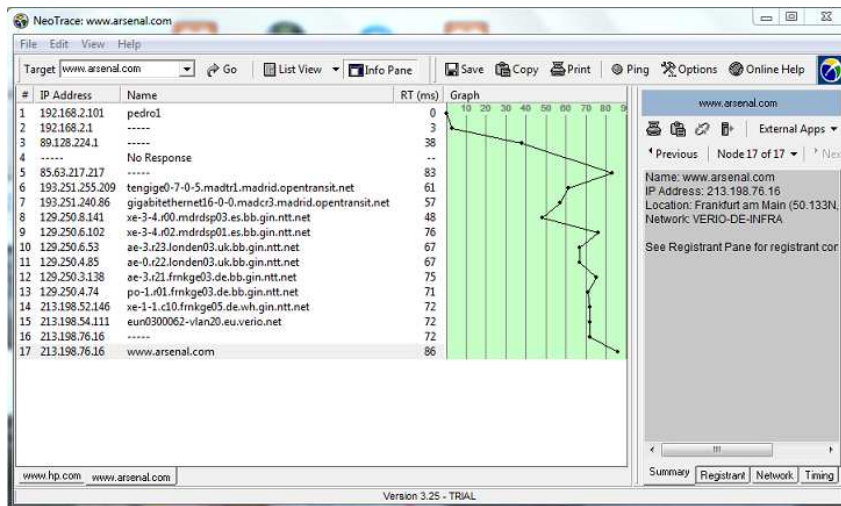 NeoTrace: www.arsenal.com
File Edit View Help
Target www.arsenal.com Go List View Info Pane Save Copy Print Ping Options Online Help
# IP Address Name RT (ms) Graph
10 20 30 40 50 60 70 80 9
1 192.168.2.101 pedro1 0
2 192.168.2.1 ----- 3
3 89.128.224.1 ----- 38
4 ----- No Response --
5 85.63.217.217 ----- 83
6 193.251.255.209 tengige0-7-0-5.madtr1.madrid.opentransit.net 61
7 193.251.240.86 gigabitethernet16-0-0.madcr3.madrid.opentransit.net 57
8 129.250.8.141 xe-3-4.r00.mdrdsp03.es.bb.gin.ntt.net 48
9 129.250.6.102 xe-3-4.r02.mdrdsp01.es.bb.gin.ntt.net 76
10 129.250.6.53 ae-3.r23.londen03.uk.bb.gin.ntt.net 67
11 129.250.4.85 ae-0.r22.londen03.uk.bb.gin.ntt.net 67
12 129.250.3.138 ae-3.r21.frnkge03.de.bb.gin.ntt.net 75
13 129.250.4.74 po-1.r01.frnkge03.de.bb.gin.ntt.net 71
14 213.198.52.146 xe-1-1.c10.frnkge05.de.wh.gin.ntt.net 72
15 213.198.54.111 eun0300062-vlan20.eu.verio.net 72
16 213.198.76.16 ----- 72
17 213.198.76.16 www.arsenal.com 86
www.arsenal.com
External Apps
Previous Node 17 of 17 Nex
Name: www.arsenal.com
IP Address: 213.198.76.16
Location: Frankfurt am Main (50.133N,
Network: VERIO-DE-INFRA
See Registrant Pane for registrant cor
Summary Registrant Network Timing
www.hp.com www.arsenal.com
Version 3.25 - TRIAL